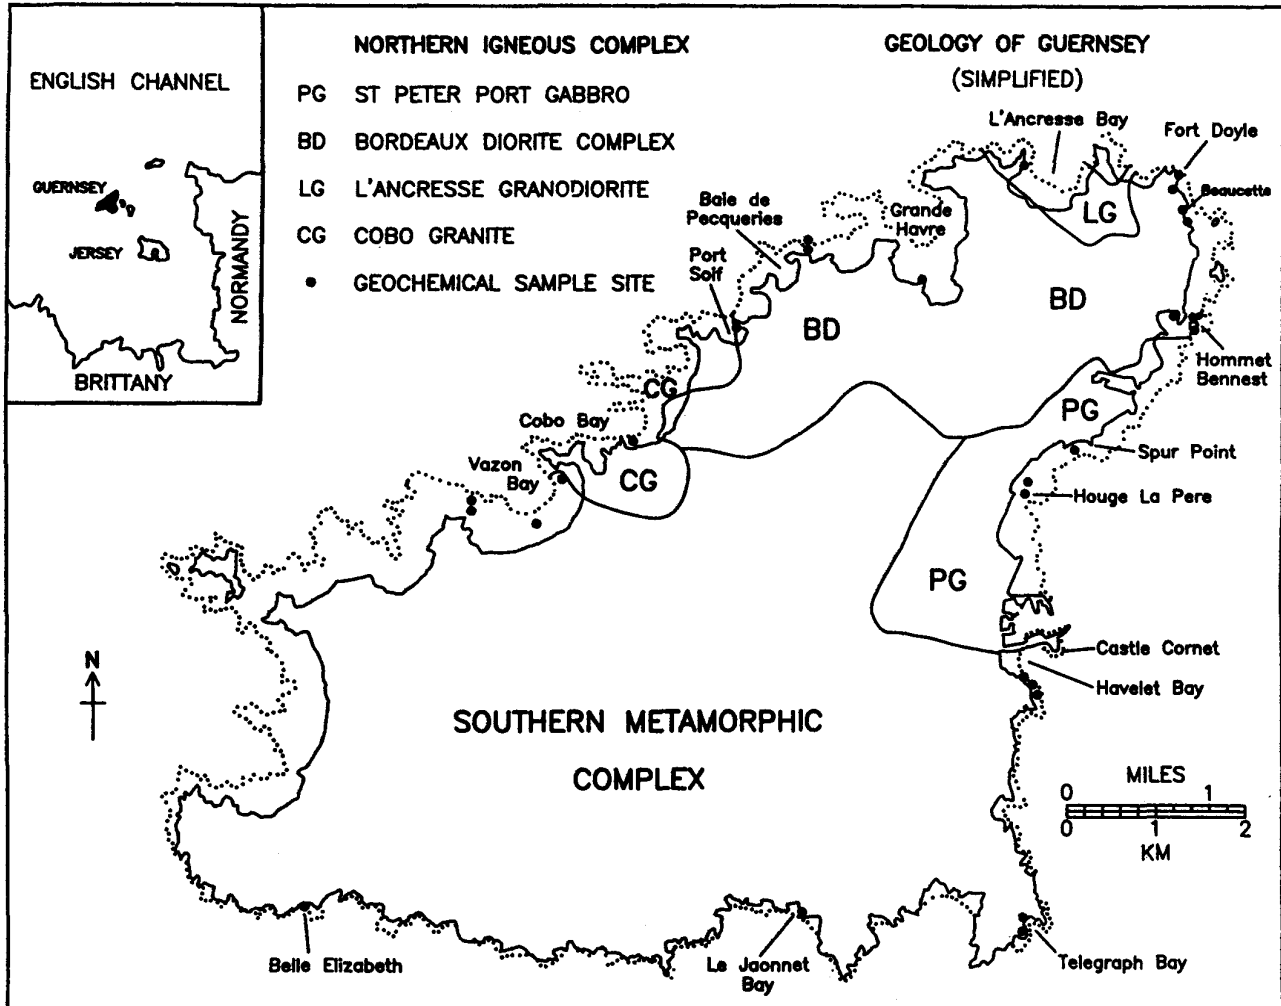 ENGLISH CHANNEL
GUERNSEY
JERSEY
NORMANDY
BRITTANY
NORTHERN IGNEOUS COMPLEX
PG ST PETER PORT GABBRO
BD BORDEAUX DIORITE COMPLEX
LG L'ANCRESSE GRANODIORITE
CG COBO GRANITE
• GEOCHEMICAL SAMPLE SITE
GEOLOGY OF GUERNSEY
(SIMPLIFIED)
L'Ancresse Bay
Fort Doyle
Beaucette
LG
Baie de
Pecqueries
Grande
Havre
Port
Soif
BD
BD
Hommet
Bennest
CG
PG
Cobo Bay
Spur Point
Vazon
Bay
CG
Houge La Pere
PG
Castle Cornet
Havelet Bay
N
SOUTHERN METAMORPHIC
COMPLEX
MILES
0 1
0 1 2
KM
Belle Elizabeth
Le Jaonnet
Bay
Telegraph Bay